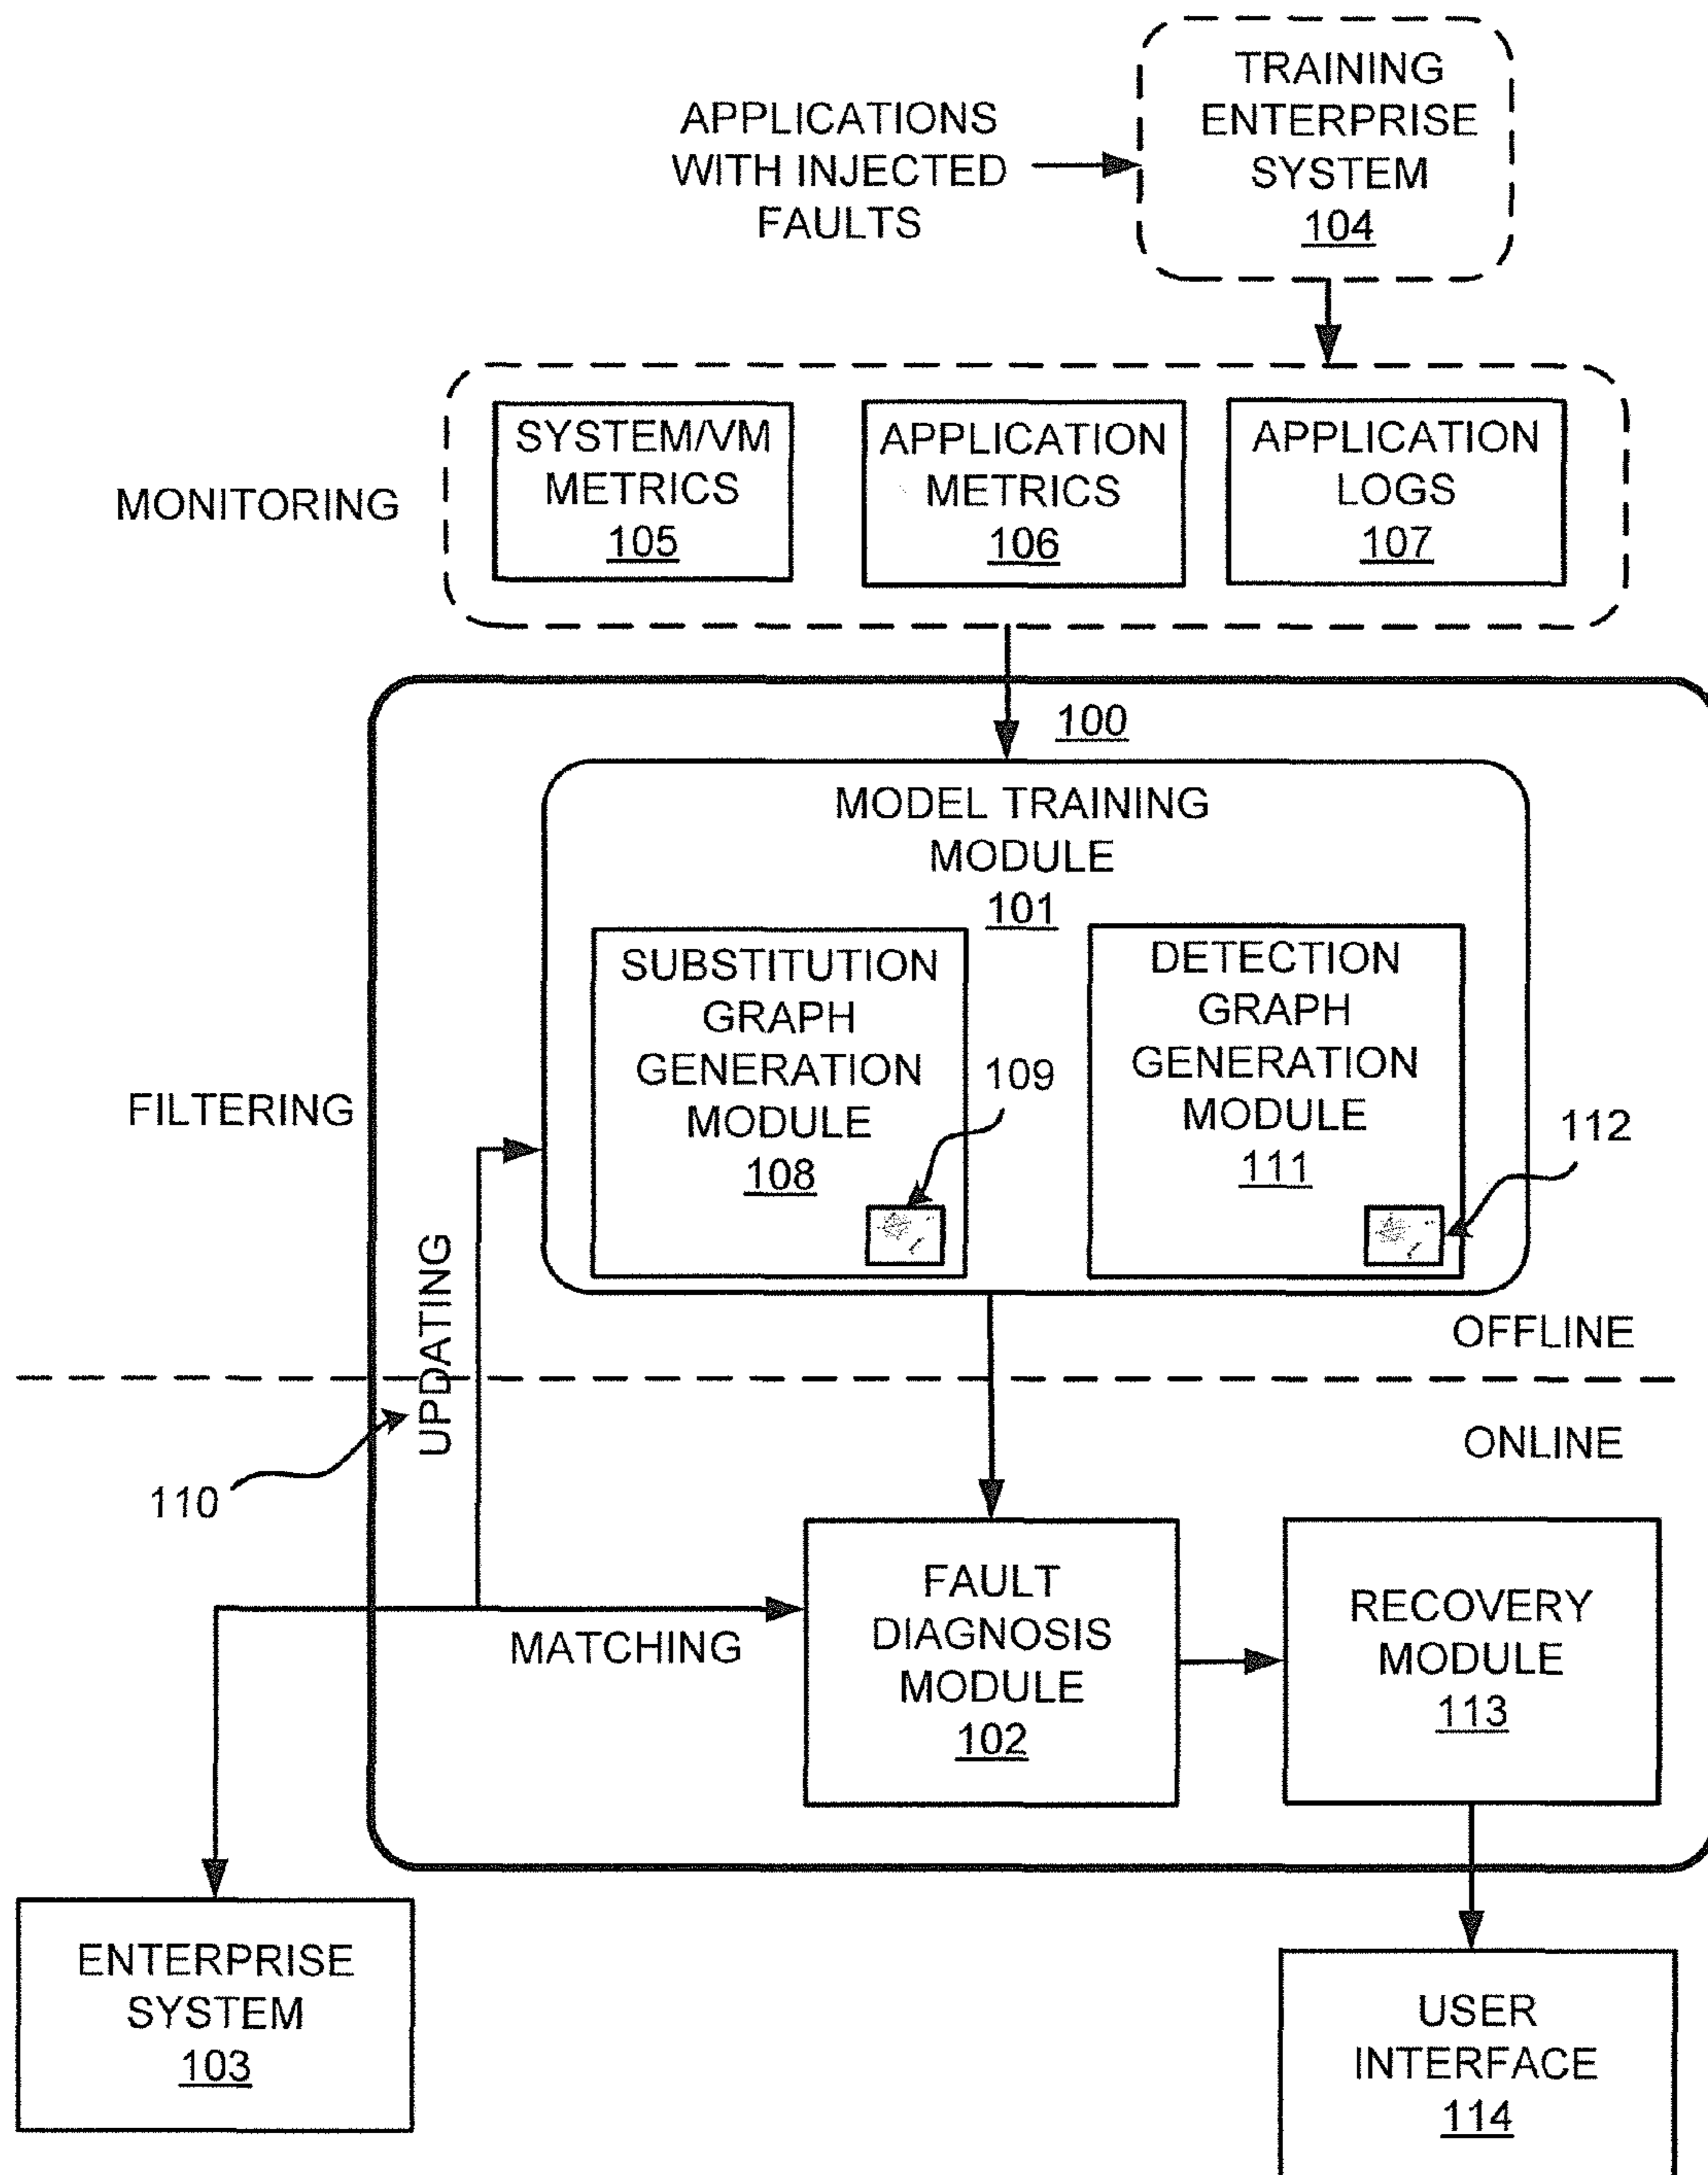 TRAINING
ENTERPRISE
SYSTEM
104
APPLICATIONS
WITH INJECTED
FAULTS
MONITORING
SYSTEM/VM
METRICS
105
APPLICATION
METRICS
106
APPLICATION
LOGS
107
100
MODEL TRAINING
MODULE
101
SUBSTITUTION
GRAPH
GENERATION
MODULE
108
109
DETECTION
GRAPH
GENERATION
MODULE
111
112
FILTERING
UPDATING
OFFLINE
ONLINE
110
MATCHING
FAULT
DIAGNOSIS
MODULE
102
RECOVERY
MODULE
113
ENTERPRISE
SYSTEM
103
USER
INTERFACE
114